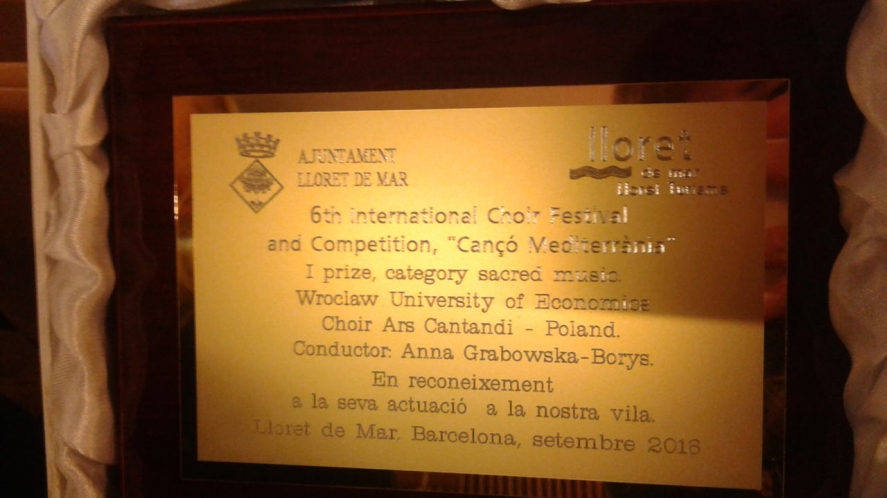 AJUNTAMENT
LLORET DE MAR
lloret
de mar
6th international Choir Festival
and Competition, "Cançó Mediterrània"
I prize, category sacred music.
Wroclaw University of Economics
Choir Ars Cantandi - Poland.
Conductor: Anna Grabowska-Borys.
En reconeixement
a la seva actuació a la nostra vila.
Lloret de Mar. Barcelona, setembre 2016